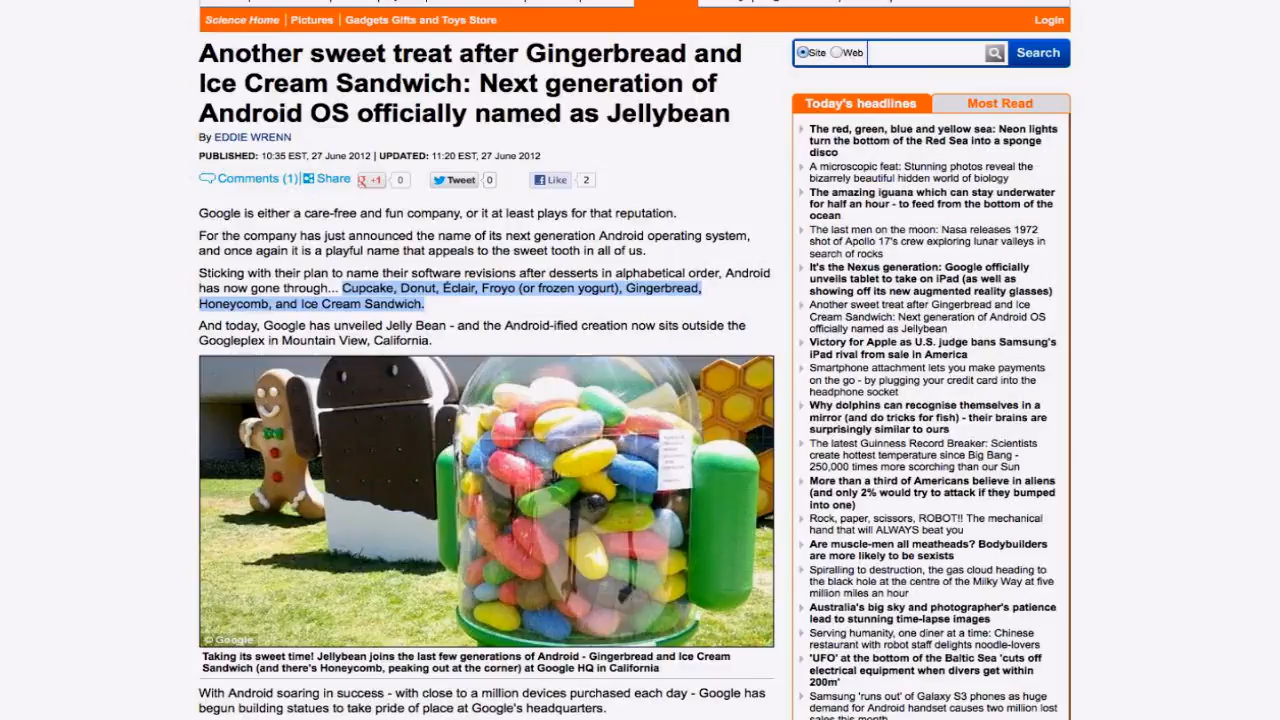 Science Home | Pictures | Gadgets Gifts and Toys Store
Login
Another sweet treat after Gingerbread and
Ice Cream Sandwich: Next generation of
Android OS officially named as Jellybean
By EDDIE WRENN
PUBLISHED: 10:35 EST, 27 June 2012 | UPDATED: 11:20 EST, 27 June 2012
Comments (1) Share +1 0 Tweet 0 Like 2
Google is either a care-free and fun company, or it at least plays for that reputation.
For the company has just announced the name of its next generation Android operating system,
and once again it is a playful name that appeals to the sweet tooth in all of us.
Sticking with their plan to name their software revisions after desserts in alphabetical order, Android
has now gone through... Cupcake, Donut, Éclair, Froyo (or frozen yogurt), Gingerbread,
Honeycomb, and Ice Cream Sandwich.
And today, Google has unveiled Jelly Bean - and the Android-ified creation now sits outside the
Googleplex in Mountain View, California.
© Google
Taking its sweet time! Jellybean joins the last few generations of Android - Gingerbread and Ice Cream
Sandwich (and there's Honeycomb, peaking out at the corner) at Google HQ in California
With Android soaring in success - with close to a million devices purchased each day - Google has
begun building statues to take pride of place at Google's headquarters.
Site Web Search
Today's headlines Most Read
The red, green, blue and yellow sea: Neon lights
turn the bottom of the Red Sea into a sponge
disco
A microscopic feat: Stunning photos reveal the
bizarrely beautiful hidden world of biology
The amazing iguana which can stay underwater
for half an hour - to feed from the bottom of the
ocean
The last men on the moon: Nasa releases 1972
shot of Apollo 17's crew exploring lunar valleys in
search of rocks
It's the Nexus generation: Google officially
unveils tablet to take on iPad (as well as
showing off its new augmented reality glasses)
Another sweet treat after Gingerbread and Ice
Cream Sandwich: Next generation of Android OS
officially named as Jellybean
Victory for Apple as U.S. judge bans Samsung's
iPad rival from sale in America
Smartphone attachment lets you make payments
on the go - by plugging your credit card into the
headphone socket
Why dolphins can recognise themselves in a
mirror (and do tricks for fish) - their brains are
surprisingly similar to ours
The latest Guinness Record Breaker: Scientists
create hottest temperature since Big Bang -
250,000 times more scorching than our Sun
More than a third of Americans believe in aliens
(and only 2% would try to attack if they bumped
into one)
Rock, paper, scissors, ROBOT!! The mechanical
hand that will ALWAYS beat you
Are muscle-men all meatheads? Bodybuilders
are more likely to be sexists
Spiralling to destruction, the gas cloud heading to
the black hole at the centre of the Milky Way at five
million miles an hour
Australia's big sky and photographer's patience
lead to stunning time-lapse images
Serving humanity, one diner at a time: Chinese
restaurant with robot staff delights noodle-lovers
'UFO' at the bottom of the Baltic Sea 'cuts off
electrical equipment when divers get within
200m'
Samsung 'runs out' of Galaxy S3 phones as huge
demand for Android handset causes two million lost
sales this month